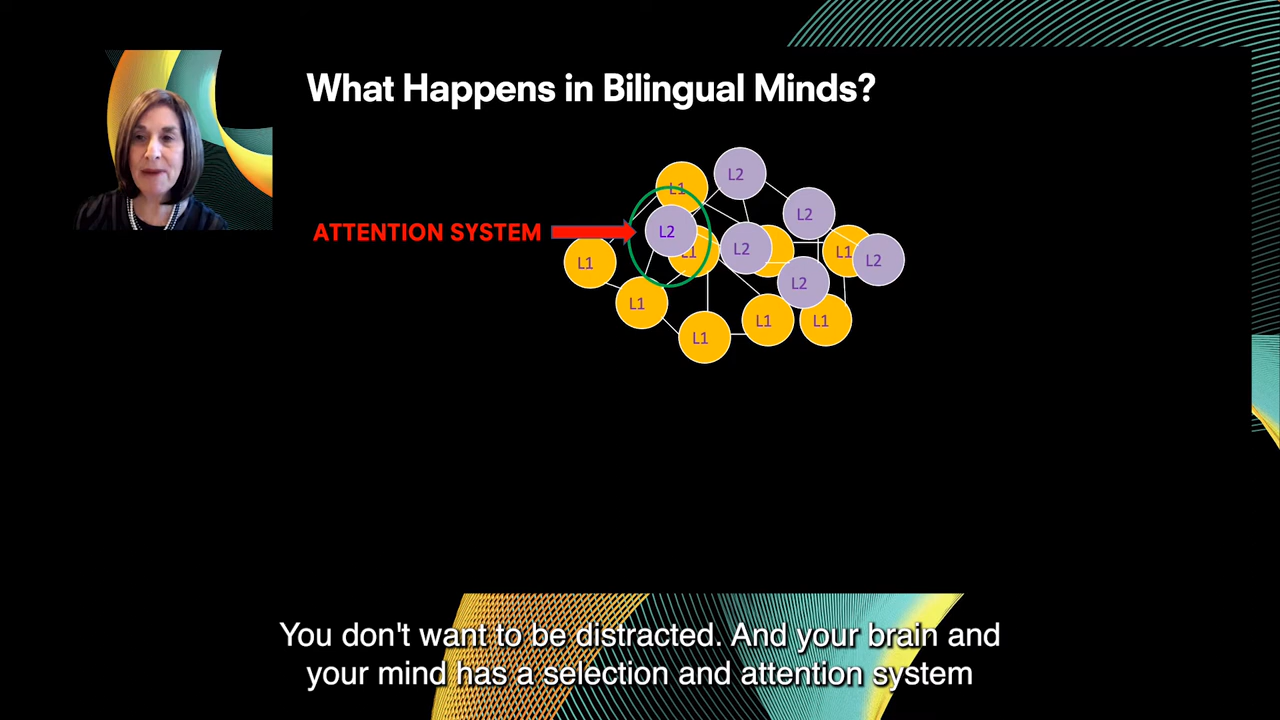 What Happens in Bilingual Minds?
L2
L1
L2
ATTENTION SYSTEM
L2
L1
L2
L1
L2
L1
L2
L1
L1
L1
L1
You don't want to be distracted. And your brain and
your mind has a selection and attention system